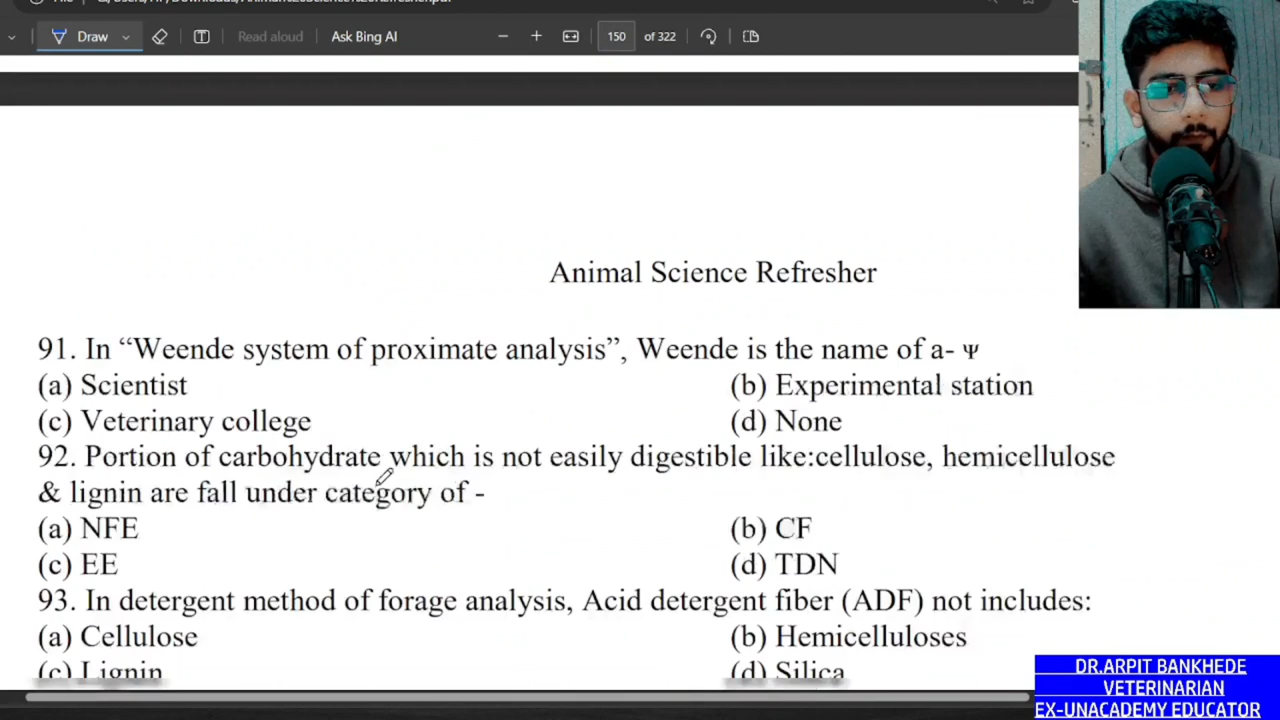 Draw
Read aloud
Ask Bing AI
150
of 322
Animal Science Refresher
91. In “Weende system of proximate analysis”, Weende is the name of a- Ψ
(a) Scientist
(b) Experimental station
(c) Veterinary college
(d) None
92. Portion of carbohydrate which is not easily digestible like:cellulose, hemicellulose
& lignin are fall under category of -
(a) NFE
(b) CF
(c) EE
(d) TDN
93. In detergent method of forage analysis, Acid detergent fiber (ADF) not includes:
(a) Cellulose
(b) Hemicelluloses
(c) Lignin
(d) Silica
DR.ARPIT BANKHEDE
VETERINARIAN
EX-UNACADEMY EDUCATOR